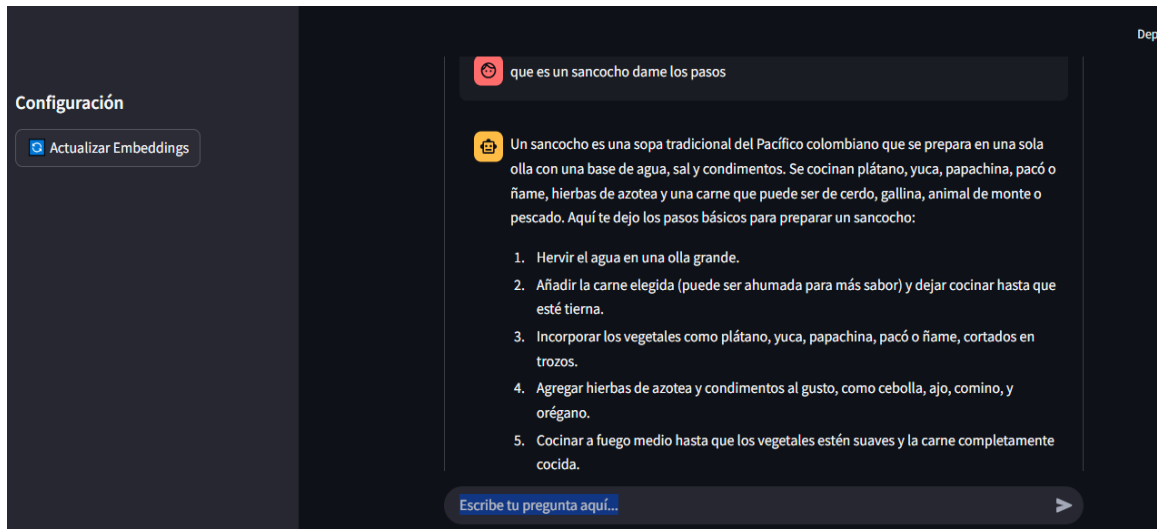 Dep
que es un sancocho dame los pasos
Configuración
Actualizar Embeddings
Un sancocho es una sopa tradicional del Pacífico colombiano que se prepara en una sola
olla con una base de agua, sal y condimentos. Se cocinan plátano, yuca, papachina, pacó o
ñame, hierbas de azotea y una carne que puede ser de cerdo, gallina, animal de monte o
pescado. Aquí te dejo los pasos básicos para preparar un sancocho:
1. Hervir el agua en una olla grande.
2. Añadir la carne elegida (puede ser ahumada para más sabor) y dejar cocinar hasta que
esté tierna.
3. Incorporar los vegetales como plátano, yuca, papachina, pacó o ñame, cortados en
trozos.
4. Agregar hierbas de azotea y condimentos al gusto, como cebolla, ajo, comino, y
orégano.
5. Cocinar a fuego medio hasta que los vegetales estén suaves y la carne completamente
cocida.
Escribe tu pregunta aquí...